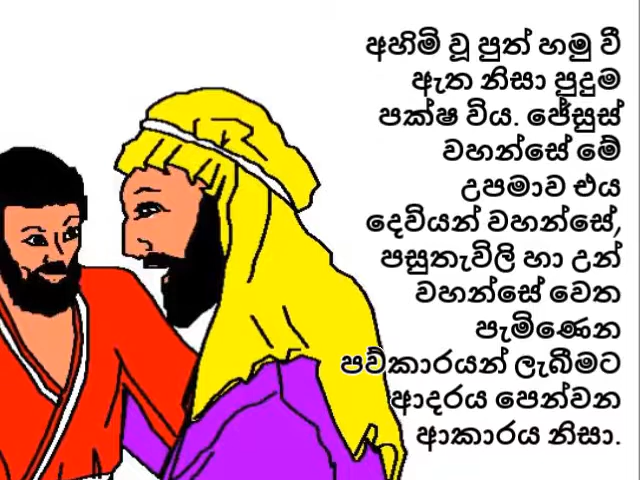 අහිමි වූ පුත් හමු වී
ඇත නිසා පුදුම
පක්ෂ විය. ජේසුස්
වහන්සේ මේ
උපමාව එය
දෙවියන් වහන්සේ,
පසුතැවිලි හා උන්
වහන්සේ වෙත
පැමිණෙන
පව්කාරයන් ලැබීමට
ආදරය පෙන්වන
ආකාරය නිසා.